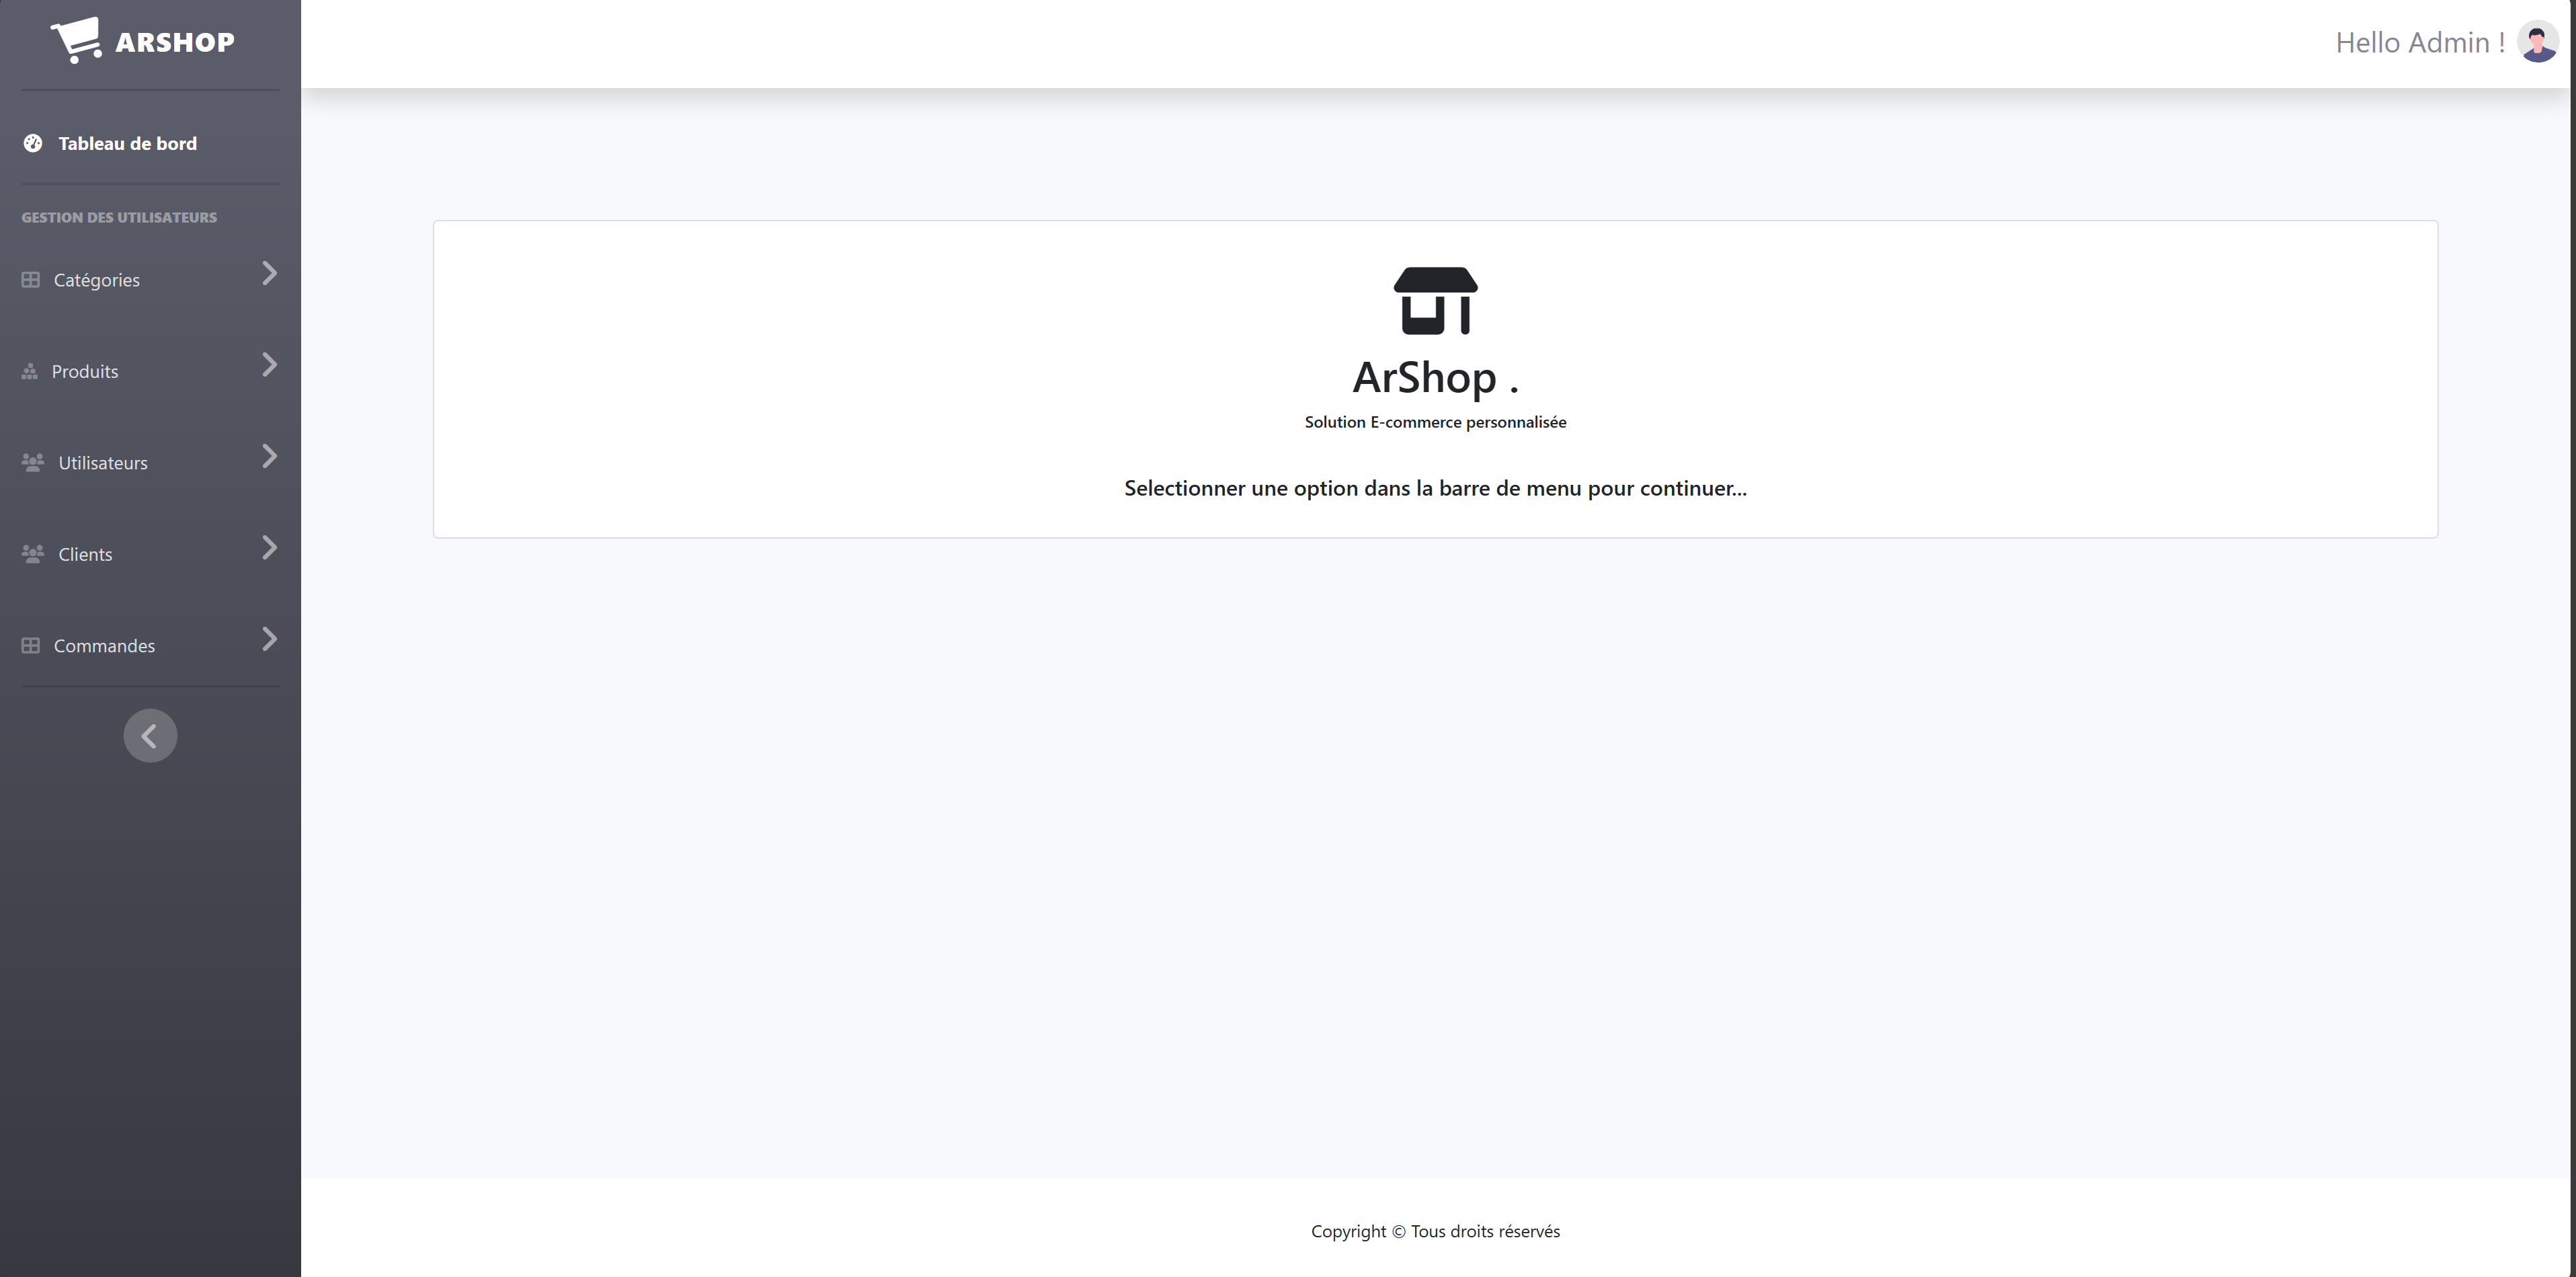 ARSHOP
Hello Admin !
Tableau de bord
GESTION DES UTILISATEURS
Catégories
Produits
Utilisateurs
Clients
Commandes
ArShop .
Solution E-commerce personnalisée
Selectionner une option dans la barre de menu pour continuer...
Copyright © Tous droits réservés